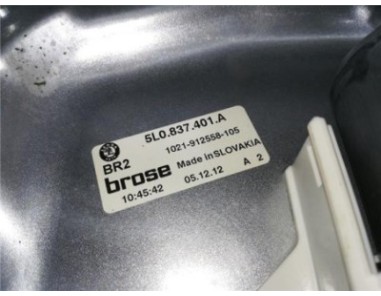 5L0.837.401.A
BR2
1021-912558-105
brose
Made in SLOVAKIA
10:45:42
05.12.12
A 2